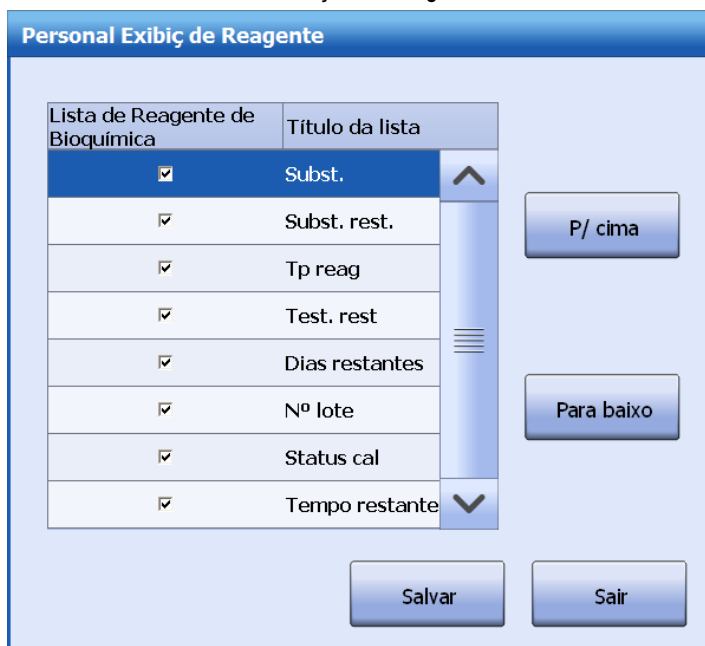 Personal Exibiç de Reagente
Lista de Reagente de
Bioquímica
Título da lista
Subst.
Subst. rest.
P/ cima
Tp reag
Test. rest
Dias restantes
Nº lote
Para baixo
Status cal
Tempo restante
Salvar
Sair